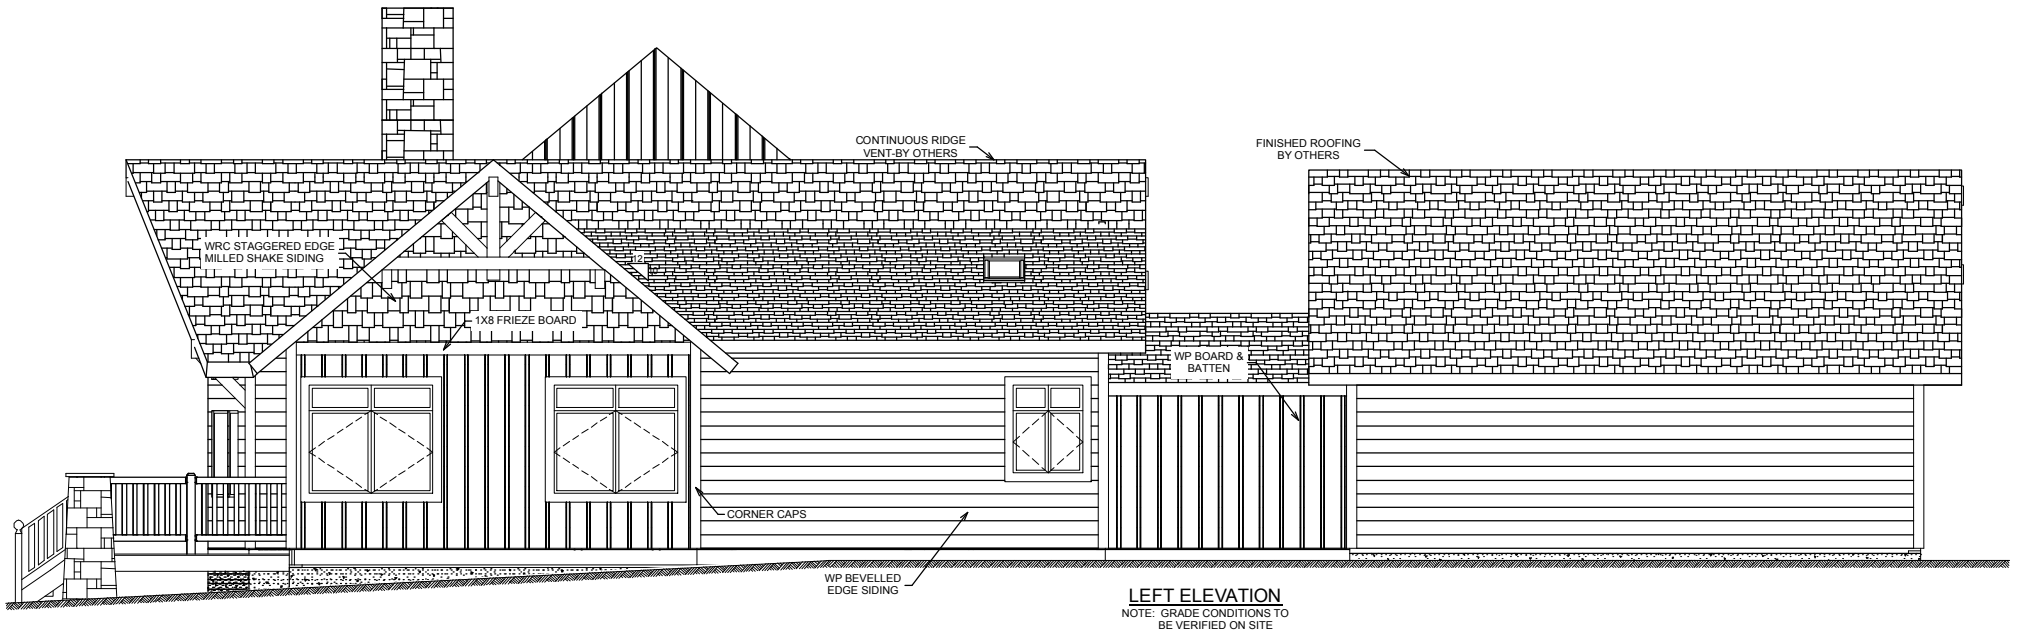 CONTINUOUS RIDGE
VENT-BY OTHERS
FINISHED ROOFING
BY OTHERS
WRC STAGGERED EDGE
MILLED SHAKE SIDING
12
1X8 FRIEZE BOARD
WP BOARD &
BATTEN
CORNER CAPS
WP BEVELLED
EDGE SIDING
LEFT ELEVATION
NOTE: GRADE CONDITIONS TO
BE VERIFIED ON SITE